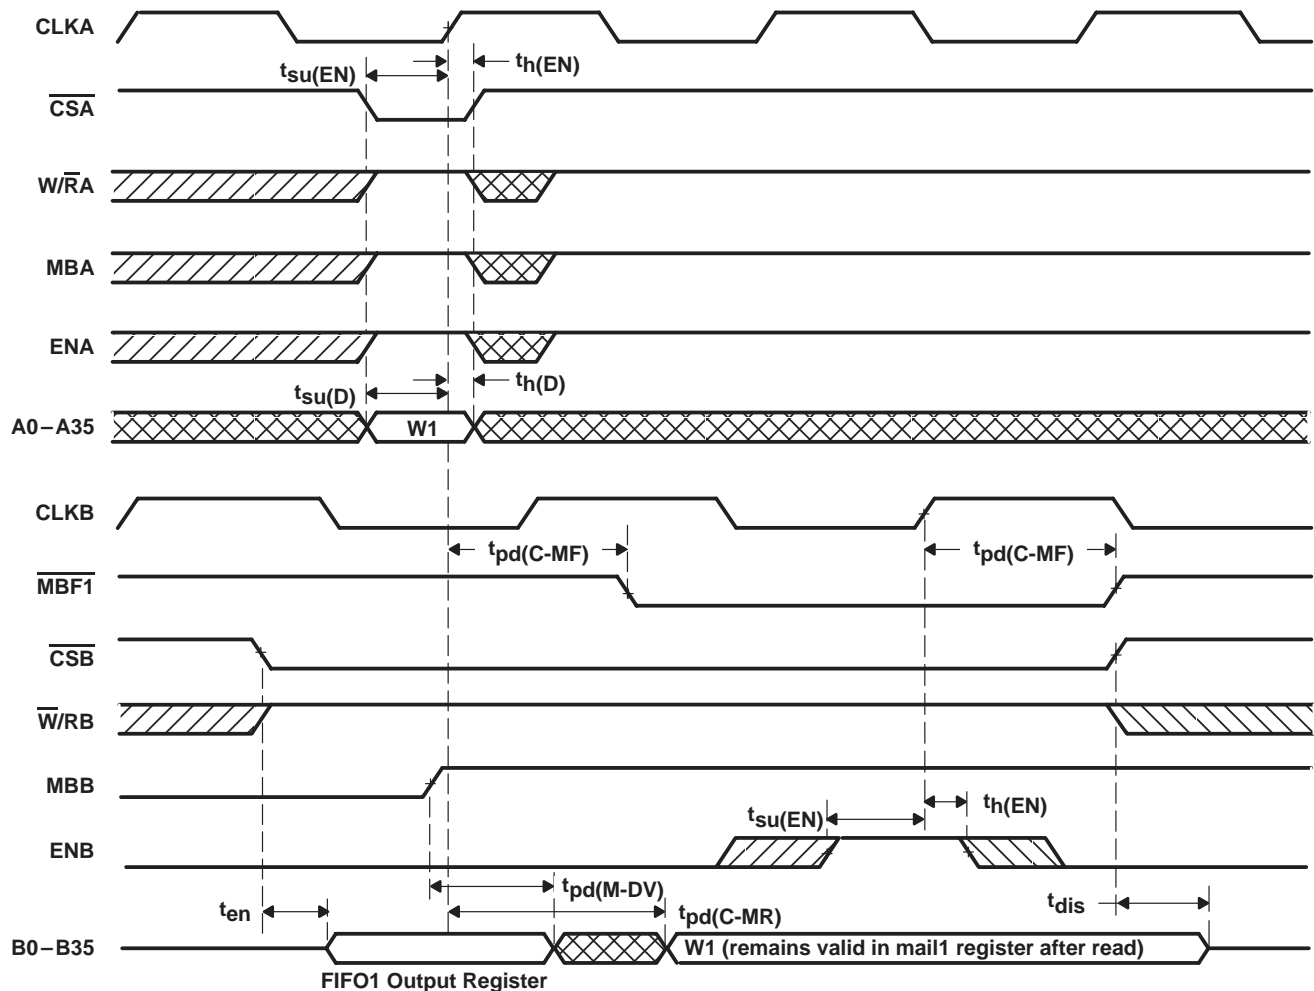 CLKA
tsu(EN)
th(EN)
CSA
W/RA
MBA
ENA
tsu(D)
th(D)
A0–A35
W1
CLKB
tpd(C-MF)
tpd(C-MF)
MBF1
CSB
W/RB
MBB
tsu(EN)
th(EN)
ENB
tpd(M-DV)
ten
tpd(C-MR)
tdis
B0–B35
W1 (remains valid in mail1 register after read)
FIFO1 Output Register